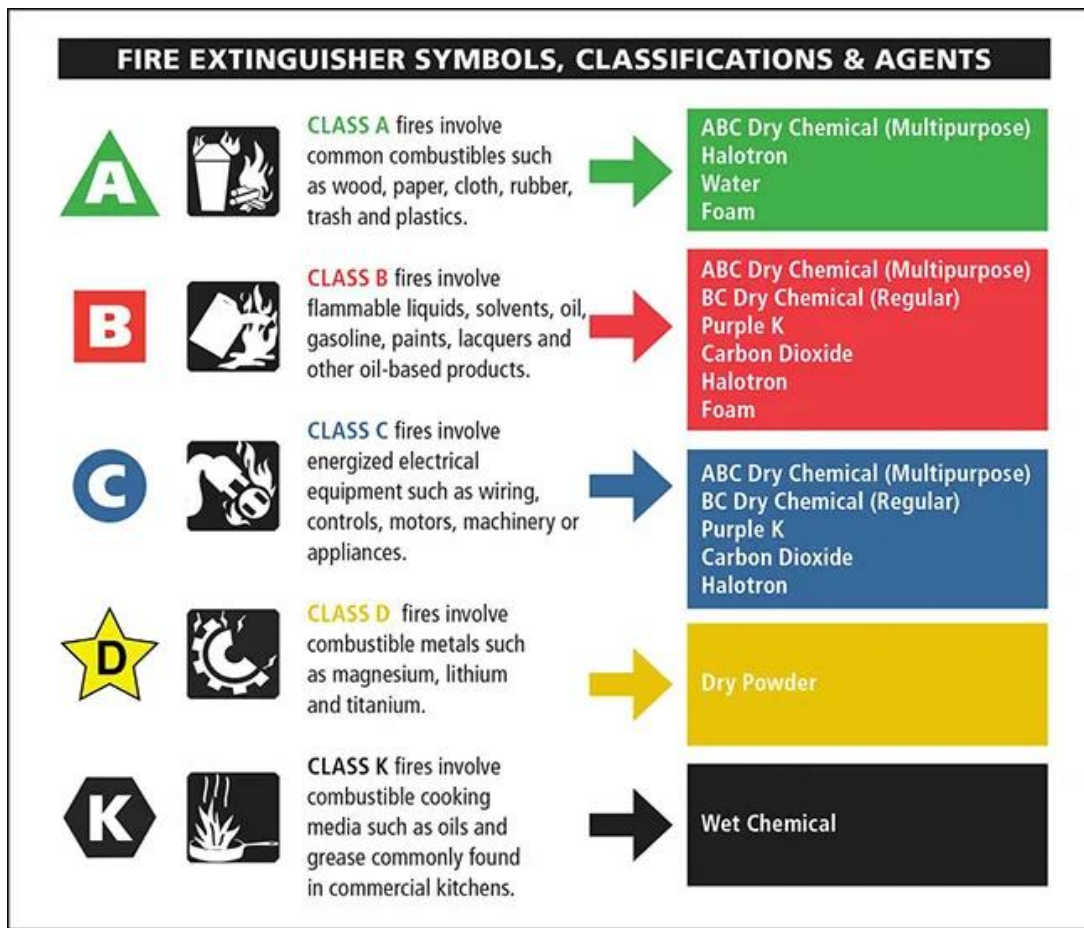 FIRE EXTINGUISHER SYMBOLS, CLASSIFICATIONS & AGENTS
A
CLASS A fires involve
common combustibles such
as wood, paper, cloth, rubber,
trash and plastics.
ABC Dry Chemical (Multipurpose)
Halotron
Water
Foam
B
CLASS B fires involve
flammable liquids, solvents, oil,
gasoline, paints, lacquers and
other oil-based products.
ABC Dry Chemical (Multipurpose)
BC Dry Chemical (Regular)
Purple K
Carbon Dioxide
Halotron
Foam
C
CLASS C fires involve
energized electrical
equipment such as wiring,
controls, motors, machinery or
appliances.
ABC Dry Chemical (Multipurpose)
BC Dry Chemical (Regular)
Purple K
Carbon Dioxide
Halotron
D
CLASS D fires involve
combustible metals such
as magnesium, lithium
and titanium.
Dry Powder
K
CLASS K fires involve
combustible cooking
media such as oils and
grease commonly found
in commercial kitchens.
Wet Chemical